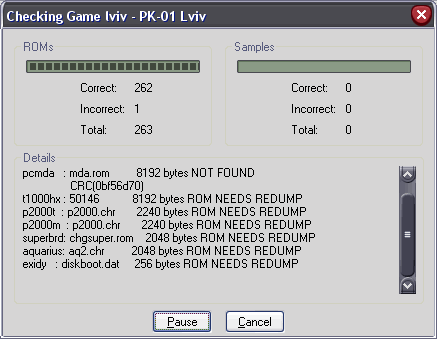 Checking Game lviv - PK-01 Lviv
ROMs
Correct: 262
Incorrect: 1
Total: 263
Samples
Correct: 0
Incorrect: 0
Total: 0
Details
pcmda : mda.rom 8192 bytes NOT FOUND
CRC(0bf56d70)
t1000hx : 50146 8192 bytes ROM NEEDS REDUMP
p2000t : p2000.chr 2240 bytes ROM NEEDS REDUMP
p2000m : p2000.chr 2240 bytes ROM NEEDS REDUMP
superbrd: chgsuper.rom 2048 bytes ROM NEEDS REDUMP
aquarius: aq2.chr 2048 bytes ROM NEEDS REDUMP
exidy : diskboot.dat 256 bytes ROM NEEDS REDUMP
Pause Cancel